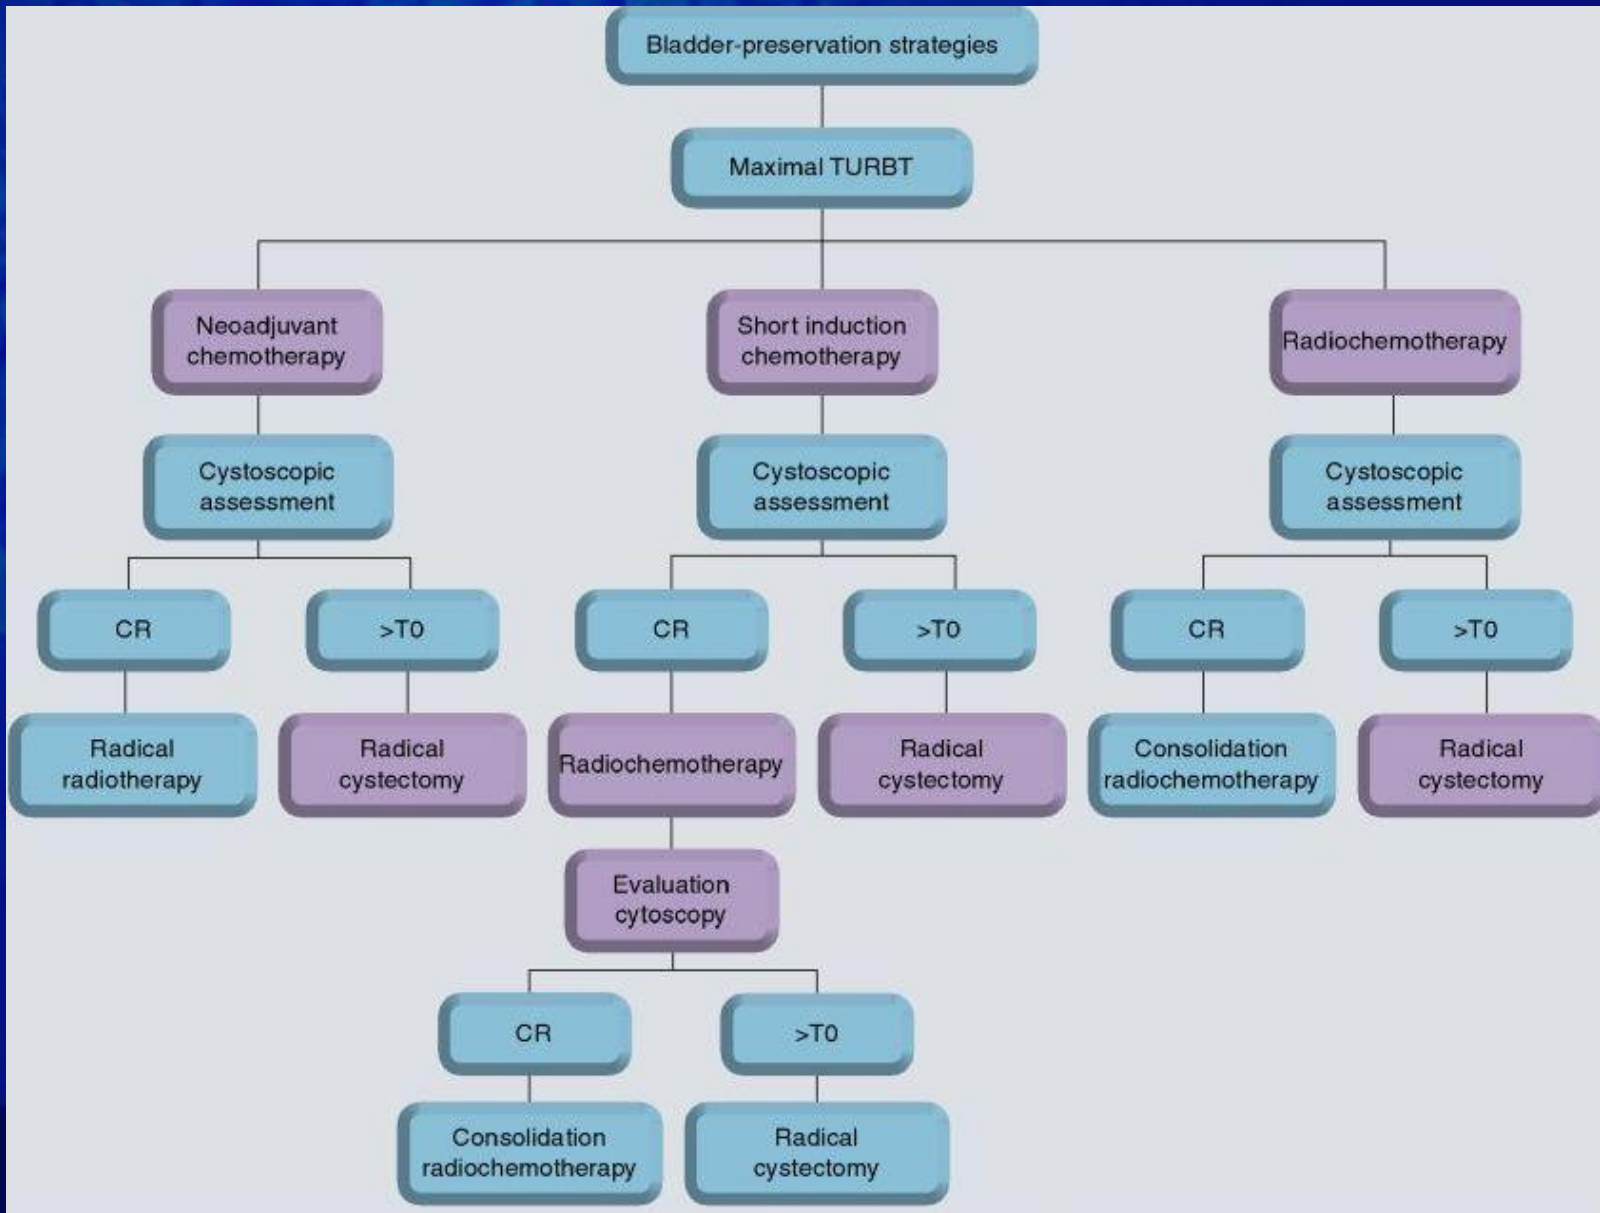 Bladder-preservation strategies
Maximal TURBT
Neoadjuvant
chemotherapy
Short induction
chemotherapy
Radiochemotherapy
Cystoscopic
assessment
Cystoscopic
assessment
Cystoscopic
assessment
CR
>T0
CR
>T0
CR
>T0
Radical
radiotherapy
Radical
cystectomy
Radiochemotherapy
Radical
cystectomy
Consolidation
radiochemotherapy
Radical
cystectomy
Evaluation
cytoscopy
CR
>T0
Consolidation
radiochemotherapy
Radical
cystectomy